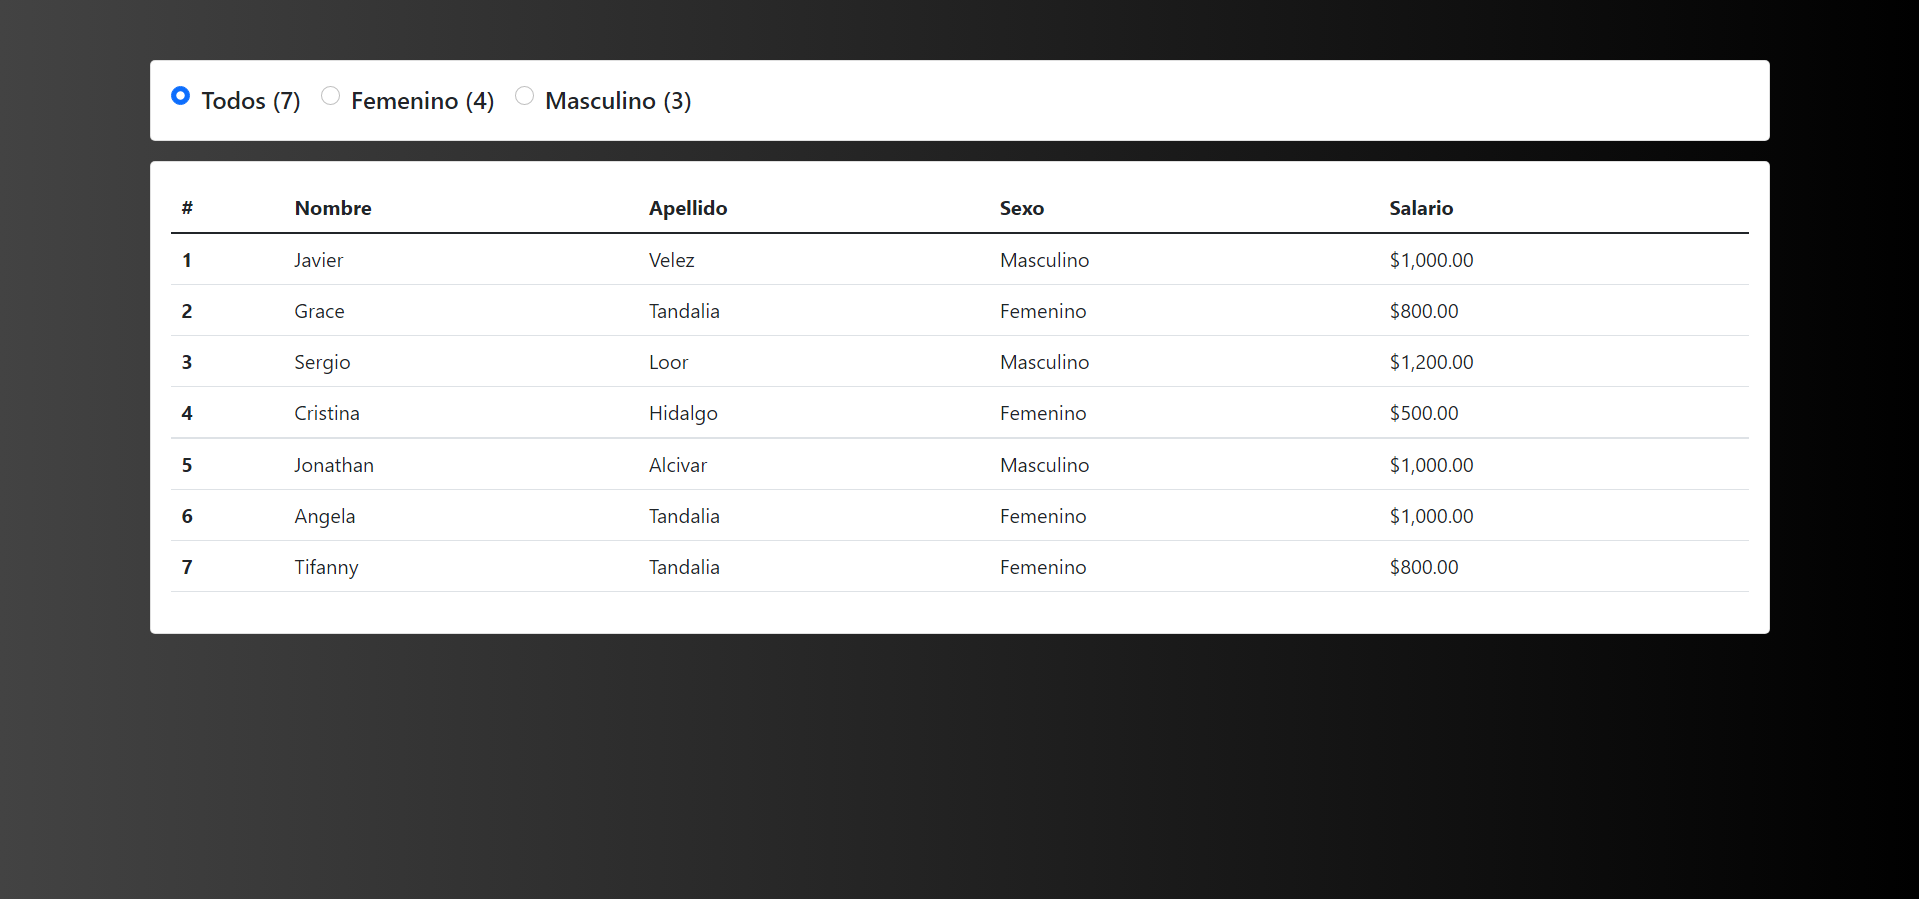 Todos (7) Femenino (4) Masculino (3)
# Nombre Apellido Sexo Salario
1 Javier Velez Masculino $1,000.00
2 Grace Tandalia Femenino $800.00
3 Sergio Loor Masculino $1,200.00
4 Cristina Hidalgo Femenino $500.00
5 Jonathan Alcivar Masculino $1,000.00
6 Angela Tandalia Femenino $1,000.00
7 Tifanny Tandalia Femenino $800.00